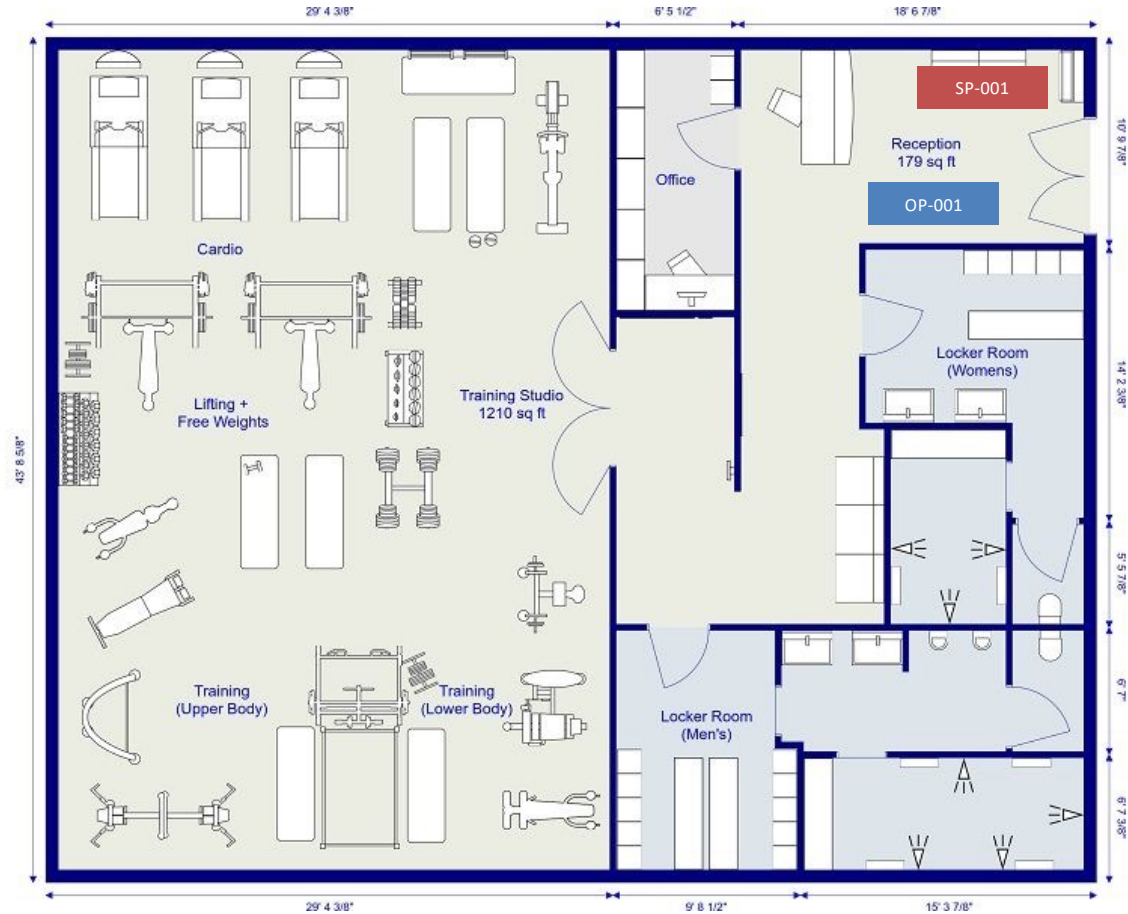 29' 4 3/8"
6' 5 1/2"
18' 6 7/8"
SP-001
Reception
179 sq ft
10' 9 7/8"
Office
OP-001
Cardio
Locker Room
(Womens)
14' 2 3/8"
Training Studio
1210 sq ft
Lifting +
Free Weights
43' 8 5/8"
5' 5 7/8"
Training
(Upper Body)
Training
(Lower Body)
Locker Room
(Men's)
6' 7"
6' 7 3/8"
29' 4 3/8"
9' 8 1/2"
15' 3 7/8"